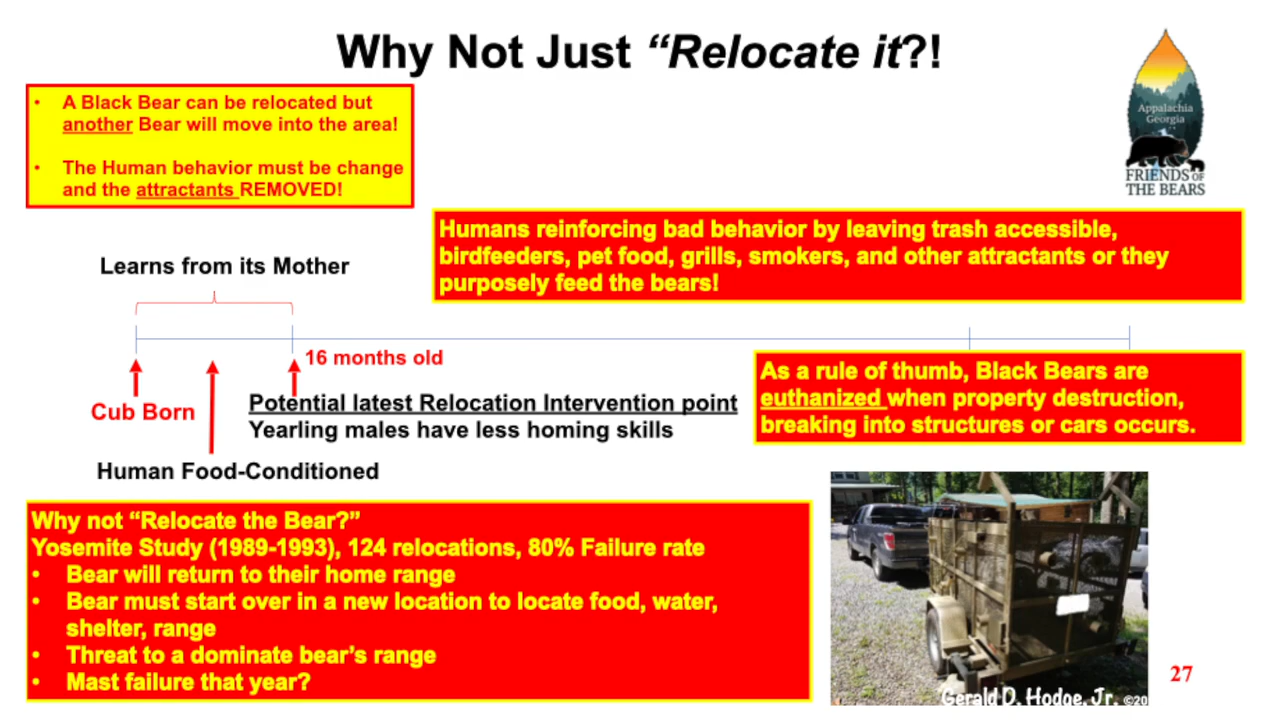 Why Not Just “Relocate it?!
• A Black Bear can be relocated but
another Bear will move into the area!
• The Human behavior must be change
and the attractants REMOVED!
Appalachia
Georgia
FRIENDS OF
THE BEARS
Humans reinforcing bad behavior by leaving trash accessible,
birdfeeders, pet food, grills, smokers, and other attractants or they
purposely feed the bears!
Learns from its Mother
16 months old
Cub Born
Potential latest Relocation Intervention point
Yearling males have less homing skills
Human Food-Conditioned
As a rule of thumb, Black Bears are
euthanized when property destruction,
breaking into structures or cars occurs.
Why not “Relocate the Bear?”
Yosemite Study (1989-1993), 124 relocations, 80% Failure rate
• Bear will return to their home range
• Bear must start over in a new location to locate food, water,
shelter, range
• Threat to a dominate bear’s range
• Mast failure that year?
Gerald D. Hodge, Jr. ©20
27